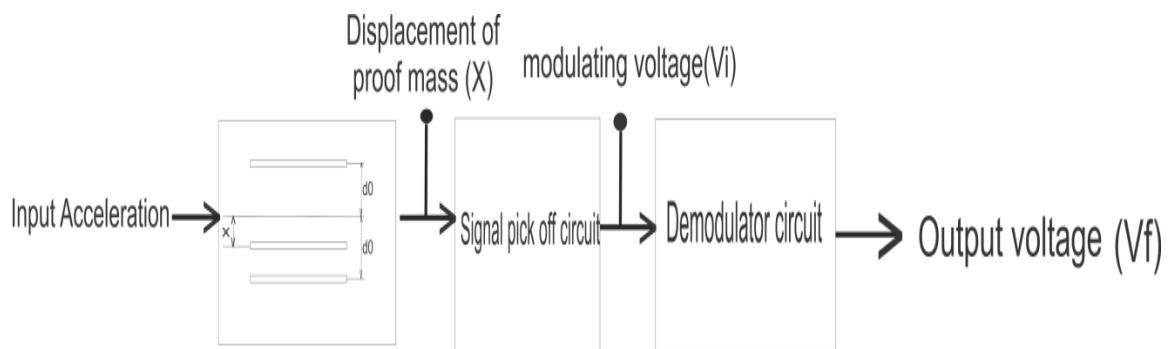 Displacement of
proof mass (X)
modulating voltage(Vi)
Input Acceleration
d0
x
d0
Signal pick off circuit
Demodulator circuit
Output voltage (Vf)